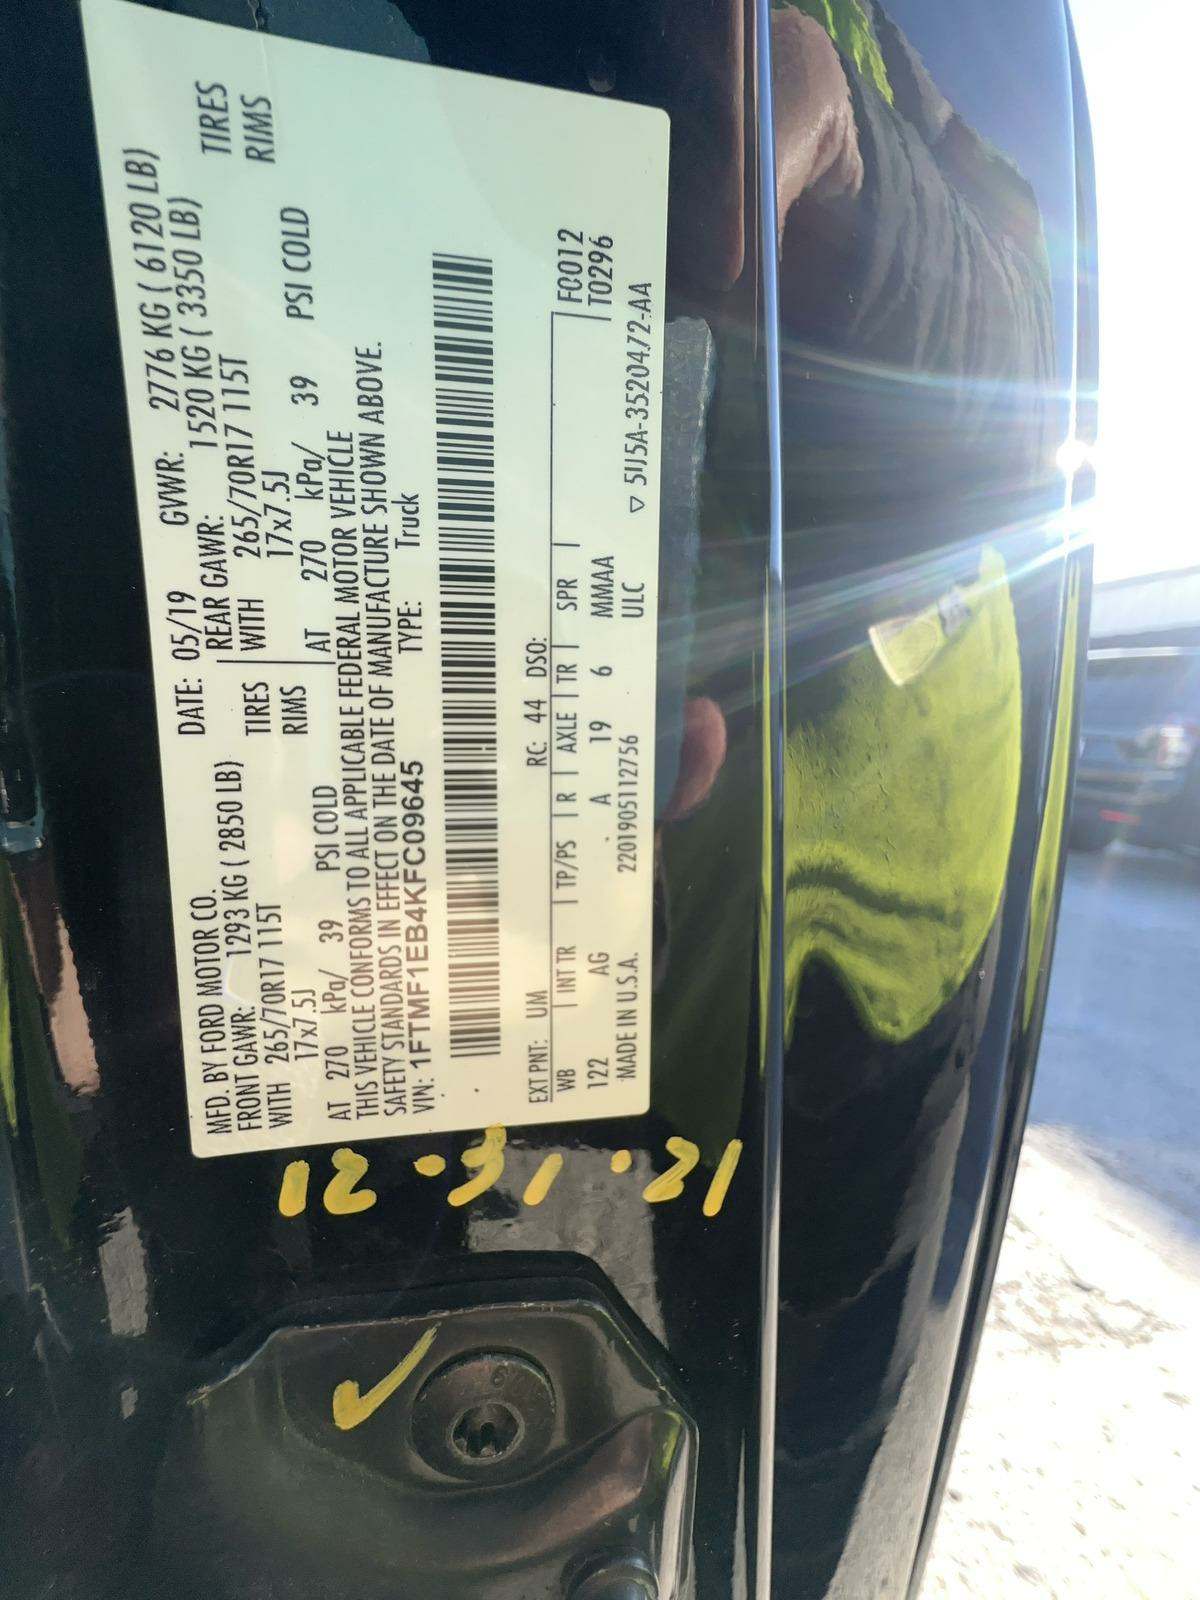 MFD. BY FORD MOTOR CO.
DATE: 05/19 GVWR: 2776 KG ( 6120 LB)
FRONT GAWR: 1293 KG ( 2850 LB)
REAR GAWR: 1520 KG ( 3350 LB)
WITH 265/70R17 115T TIRES
WITH 265/70R17 115T TIRES
17x7.5J RIMS
17x7.5J RIMS
AT 270 kPa/ 39 PSI COLD
AT 270 kPa/ 39 PSI COLD
THIS VEHICLE CONFORMS TO ALL APPLICABLE FEDERAL MOTOR VEHICLE
SAFETY STANDARDS IN EFFECT ON THE DATE OF MANUFACTURE SHOWN ABOVE.
VIN: 1FTMF1EB4KFC09645
TYPE: Truck
EXT PNT: UM RC: 44 DSO: F0012
WB INT TR TP/PS R AXLE TR SPR T0296
122 AG A 19 6 MMAA
ULC
MADE IN U.S.A. 2201905112756 5U5A-3520472-AA